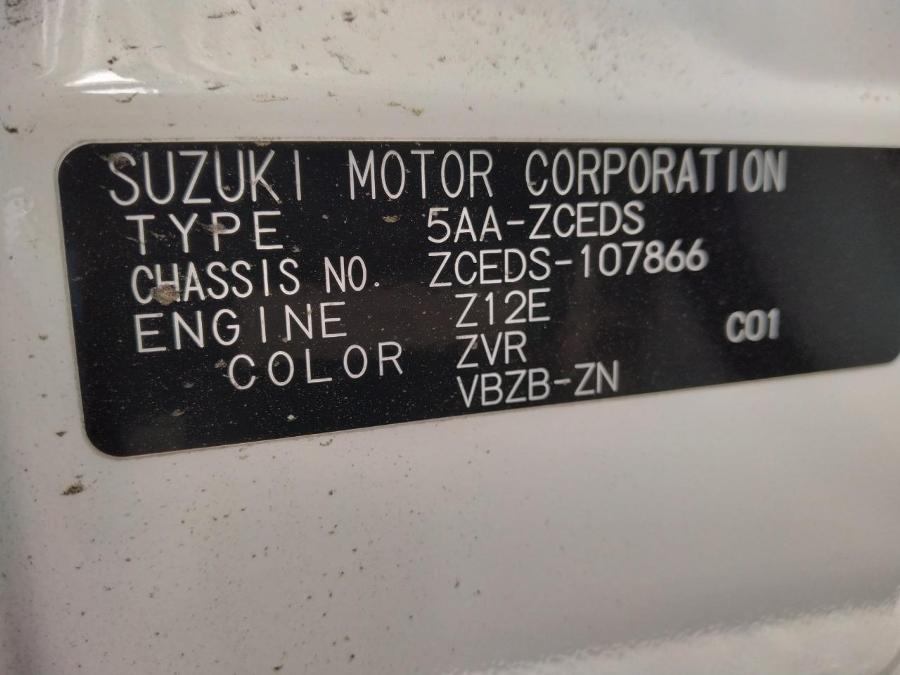 SUZUKI MOTOR CORPORATION
TYPE 5AA-ZCEDS
CHASSIS NO. ZCEDS-107866
ENGINE Z12E
COLOR ZVR C01
VBZB-ZN